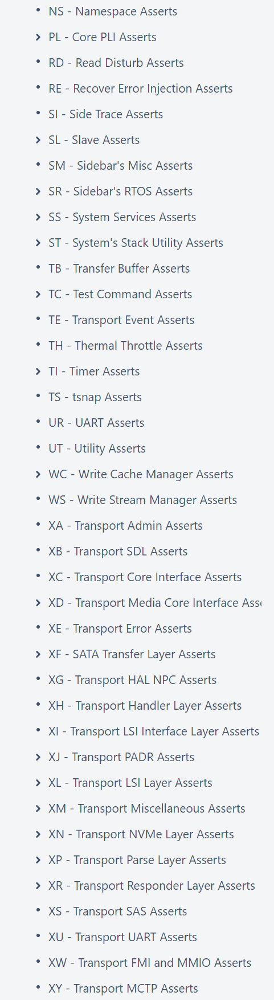 NS - Namespace Asserts
PL - Core PLI Asserts
RD - Read Disturb Asserts
RE - Recover Error Injection Asserts
SI - Side Trace Asserts
SL - Slave Asserts
SM - Sidebar's Misc Asserts
SR - Sidebar's RTOS Asserts
SS - System Services Asserts
ST - System's Stack Utility Asserts
TB - Transfer Buffer Asserts
TC - Test Command Asserts
TE - Transport Event Asserts
TH - Thermal Throttle Asserts
TI - Timer Asserts
TS - tsnap Asserts
UR - UART Asserts
UT - Utility Asserts
WC - Write Cache Manager Asserts
WS - Write Stream Manager Asserts
XA - Transport Admin Asserts
XB - Transport SDL Asserts
XC - Transport Core Interface Asserts
XD - Transport Media Core Interface Asse
XE - Transport Error Asserts
XF - SATA Transfer Layer Asserts
XG - Transport HAL NPC Asserts
XH - Transport Handler Layer Asserts
XI - Transport LSI Interface Layer Asserts
XJ - Transport PADR Asserts
XL - Transport LSI Layer Asserts
XM - Transport Miscellaneous Asserts
XN - Transport NVMe Layer Asserts
XP - Transport Parse Layer Asserts
XR - Transport Responder Layer Asserts
XS - Transport SAS Asserts
XU - Transport UART Asserts
XW - Transport FMI and MMIO Asserts
XY - Transport MCTP Asserts